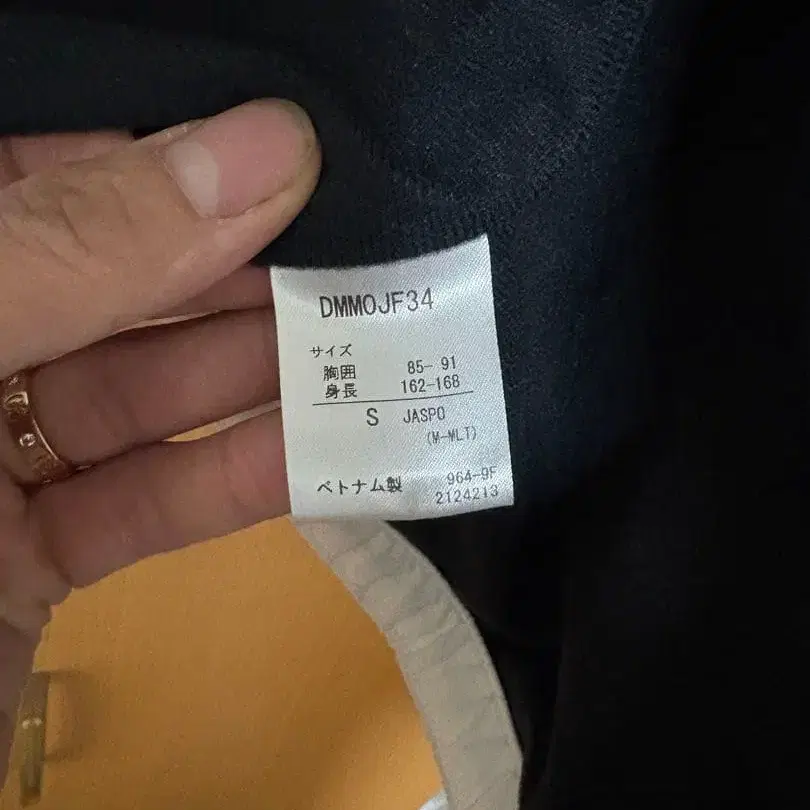 DMMOJF34
サイズ
胸囲 85-91
身長 162-168
S JASPO
(M-MLT)
ベトナム製 964-9F
2124213